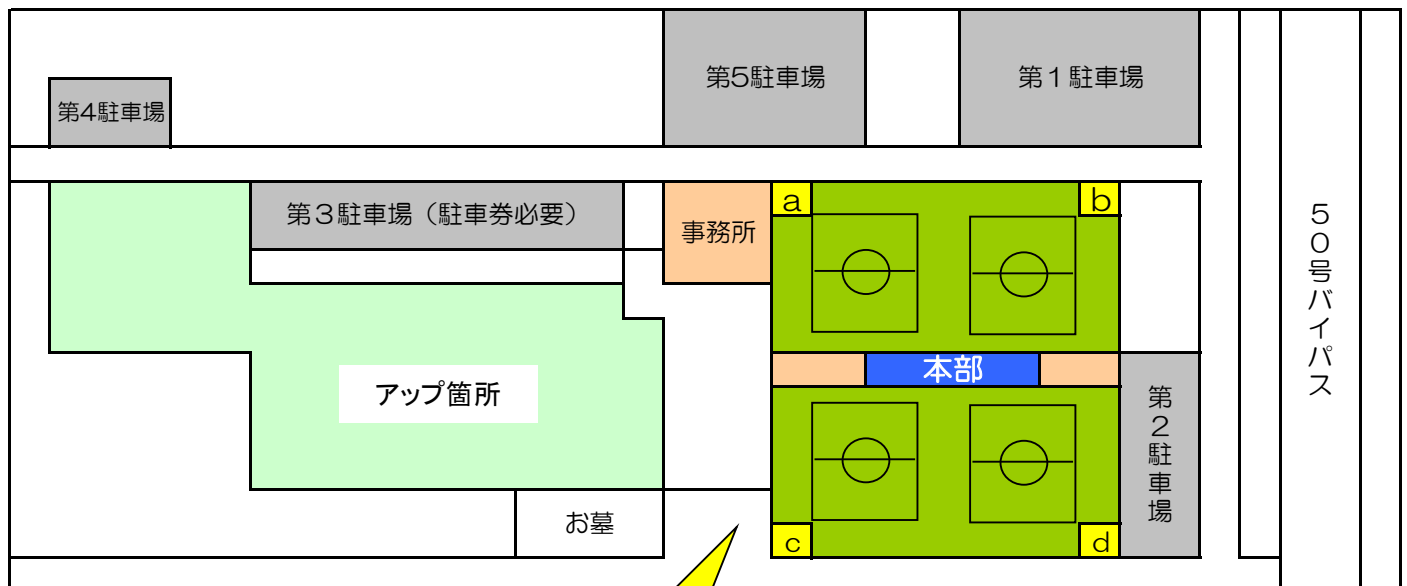 第5駐車場
第１駐車場
第4駐車場
第３駐車場（駐車券必要）
事務所
a
b
５０号バイパス
本部
アップ箇所
第２駐車場
お墓
c
d